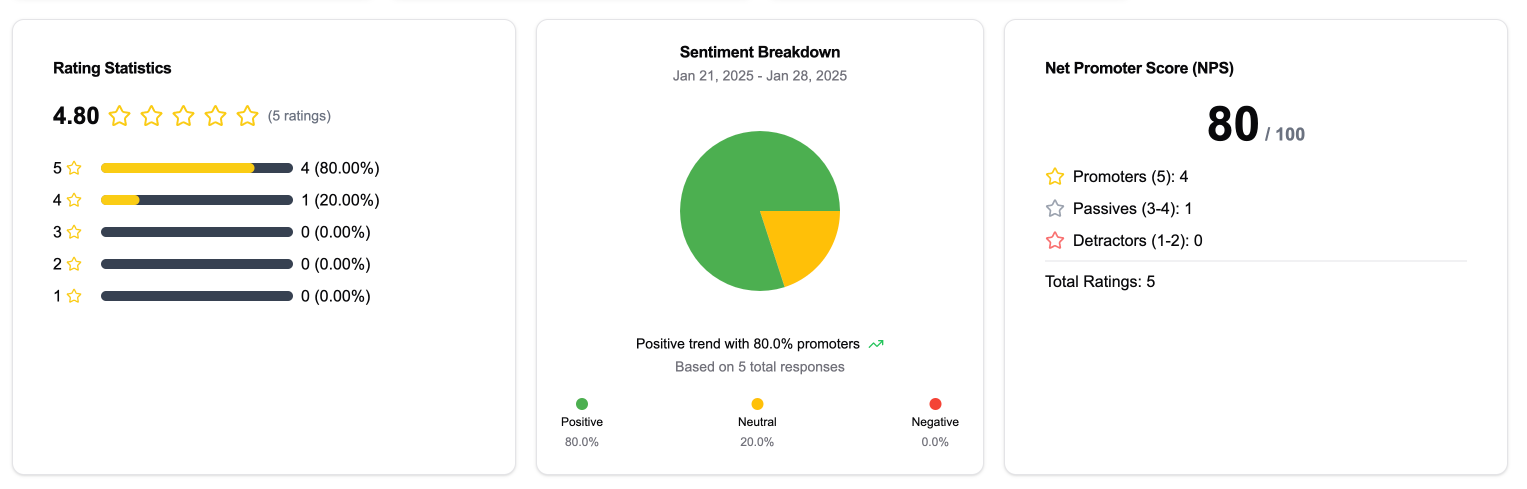 Rating Statistics
4.80 (5 ratings)
5 4 (80.00%)
4 1 (20.00%)
3 0 (0.00%)
2 0 (0.00%)
1 0 (0.00%)
Sentiment Breakdown
Jan 21, 2025 - Jan 28, 2025
Positive trend with 80.0% promoters
Based on 5 total responses
Positive Neutral Negative
80.0% 20.0% 0.0%
Net Promoter Score (NPS)
80 / 100
Promoters (5): 4
Passives (3-4): 1
Detractors (1-2): 0
Total Ratings: 5